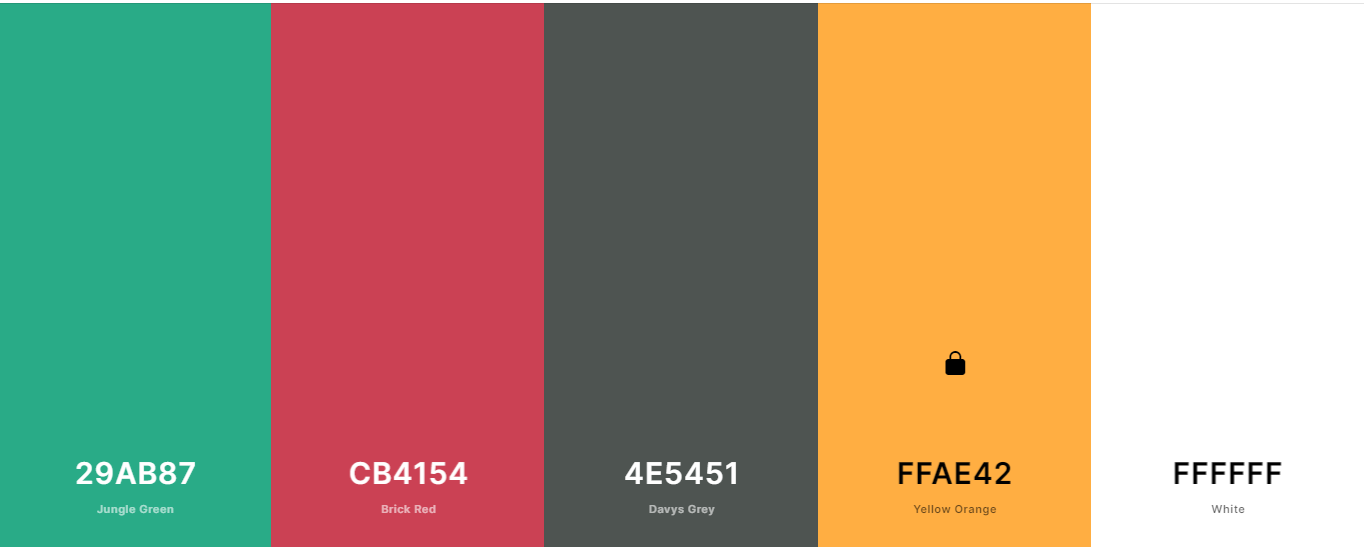 29AB87
Jungle Green
CB4154
Brick Red
4E5451
Davys Grey
FFAE42
Yellow Orange
FFFFFF
White